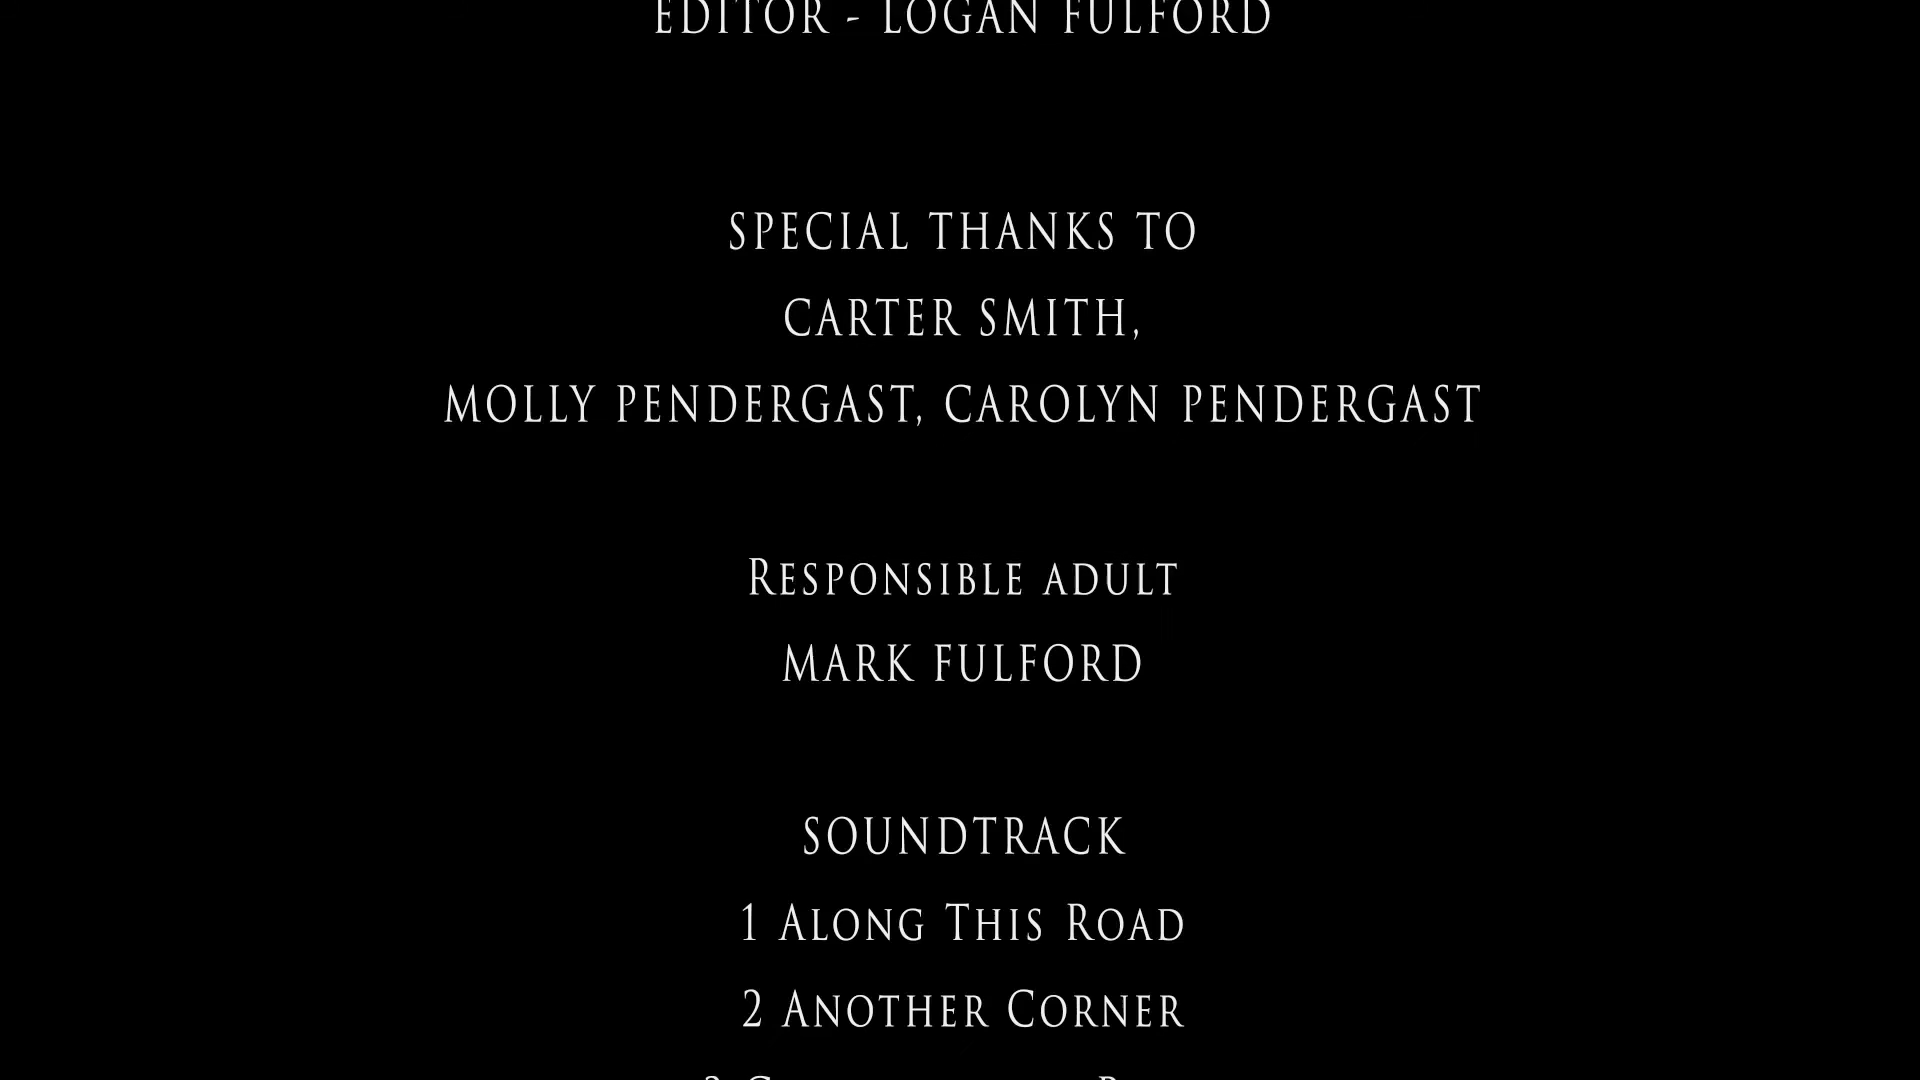 EDITOR - LOGAN FULFORD
SPECIAL THANKS TO
CARTER SMITH,
MOLLY PENDERGAST, CAROLYN PENDERGAST
RESPONSIBLE ADULT
MARK FULFORD
SOUNDTRACK
1 ALONG THIS ROAD
2 ANOTHER CORNER